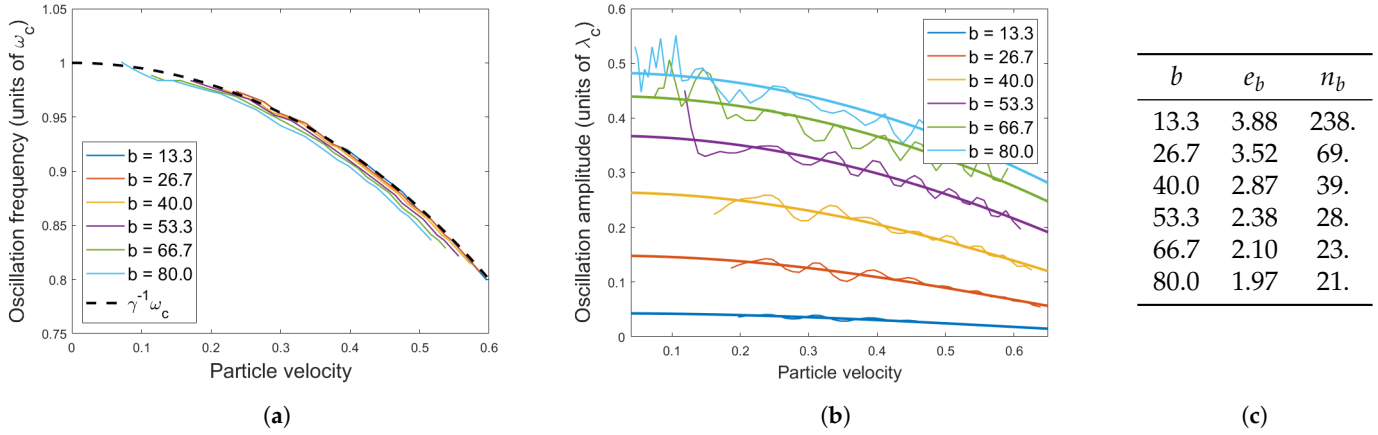 1.05
1
0.95
0.9
0.85
0.8
0.75
0
0.1
0.2
0.3
0.4
0.5
0.6
Oscillation frequency (units of ω_c)
Particle velocity
b = 13.3
b = 26.7
b = 40.0
b = 53.3
b = 66.7
b = 80.0
γ^-1 ω_c
(a)
0.6
0.5
0.4
0.3
0.2
0.1
0
0.1
0.2
0.3
0.4
0.5
0.6
Oscillation amplitude (units of λ_c)
Particle velocity
b = 13.3
b = 26.7
b = 40.0
b = 53.3
b = 66.7
b = 80.0
(b)
b e_b n_b
13.3 3.88 238.
26.7 3.52 69.
40.0 2.87 39.
53.3 2.38 28.
66.7 2.10 23.
80.0 1.97 21.
(c)